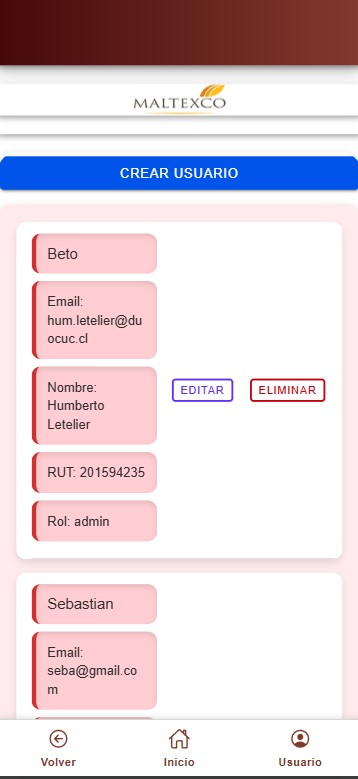 MALTEXCO
CREAR USUARIO
Beto
Email:
hum.letelier@du
ocuc.cl
Nombre:
Humberto
Letelier
EDITAR
ELIMINAR
RUT: 201594235
Rol: admin
Sebastian
Email:
seba@gmail.co
m
Volver
Inicio
Usuario